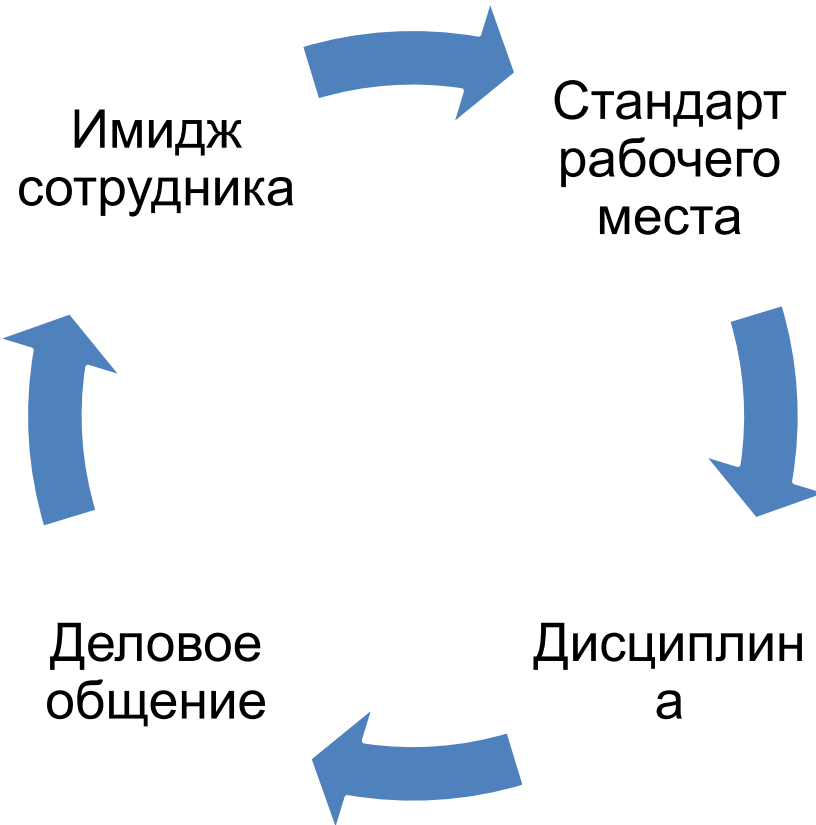 Имидж
сотрудника
Стандарт
рабочего
места
Дисциплин
а
Деловое
общение